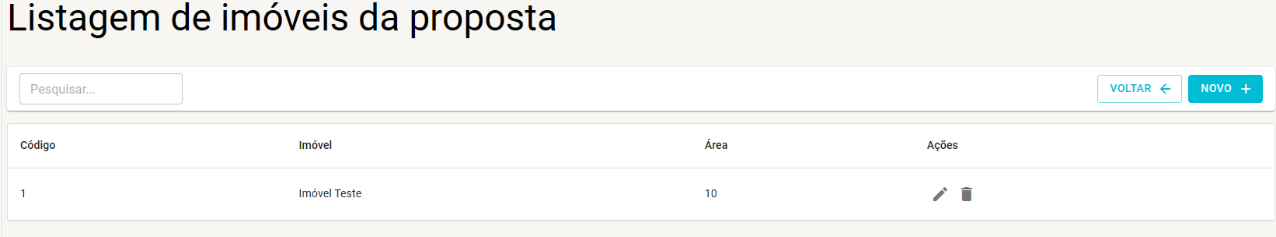 Listagem de imóveis da proposta
Pesquisar...
VOLTAR
NOVO
Código Imóvel Área Ações
1 Imóvel Teste 10